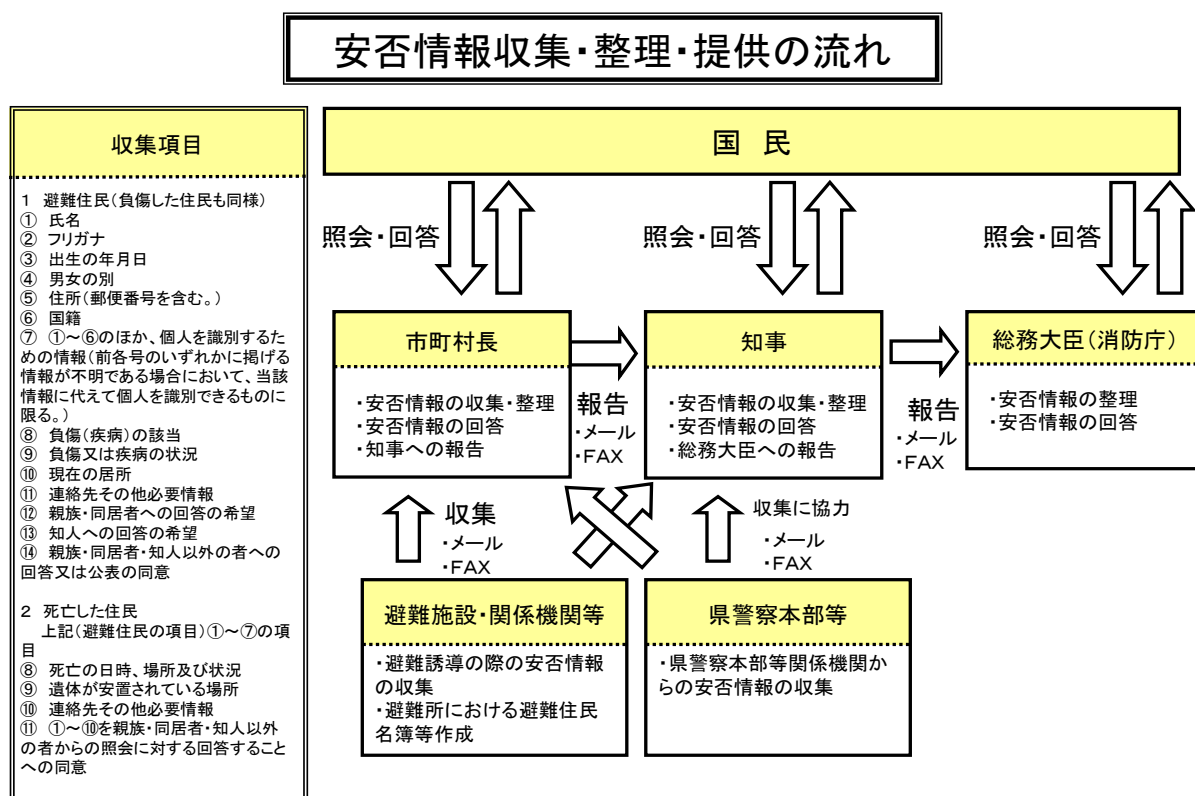 安否情報収集・整理・提供の流れ
収集項目
1 避難住民(負傷した住民も同様)
① 氏名
② フリガナ
③ 出生の年月日
④ 男女の別
⑤ 住所(郵便番号を含む。)
⑥ 国籍
⑦ ①~⑥のほか、個人を識別するた
めの情報(前各号のいずれかに掲げる
情報が不明である場合において、当該
情報に代えて個人を識別できるものに
限る。)
⑧ 負傷(疾病)の該当
⑨ 負傷又は疾病の状況
⑩ 現在の居所
⑪ 連絡先その他必要情報
⑫ 親族・同居者への回答の希望
⑬ 知人への回答の希望
⑭ 親族・同居者・知人以外の者への
回答又は公表の同意
2 死亡した住民
上記(避難住民の項目)①~⑦の項
目
⑧ 死亡の日時、場所及び状況
⑨ 遺体が安置されている場所
⑩ 連絡先その他必要情報
⑪ ①~⑩を親族・同居者・知人以外
の者からの照会に対する回答すること
への同意
国 民
照会・回答
照会・回答
照会・回答
市町村長
・安否情報の収集・整理
・安否情報の回答
・知事への報告
報告
・メール
・FAX
知事
・安否情報の収集・整理
・安否情報の回答
・総務大臣への報告
報告
・メール
・FAX
総務大臣(消防庁)
・安否情報の整理
・安否情報の回答
収集
・メール
・FAX
収集に協力
・メール
・FAX
避難施設・関係機関等
・避難誘導の際の安否情報
の収集
・避難所における避難住民
名簿等作成
県警察本部等
・県警察本部等関係機関か
らの安否情報の収集